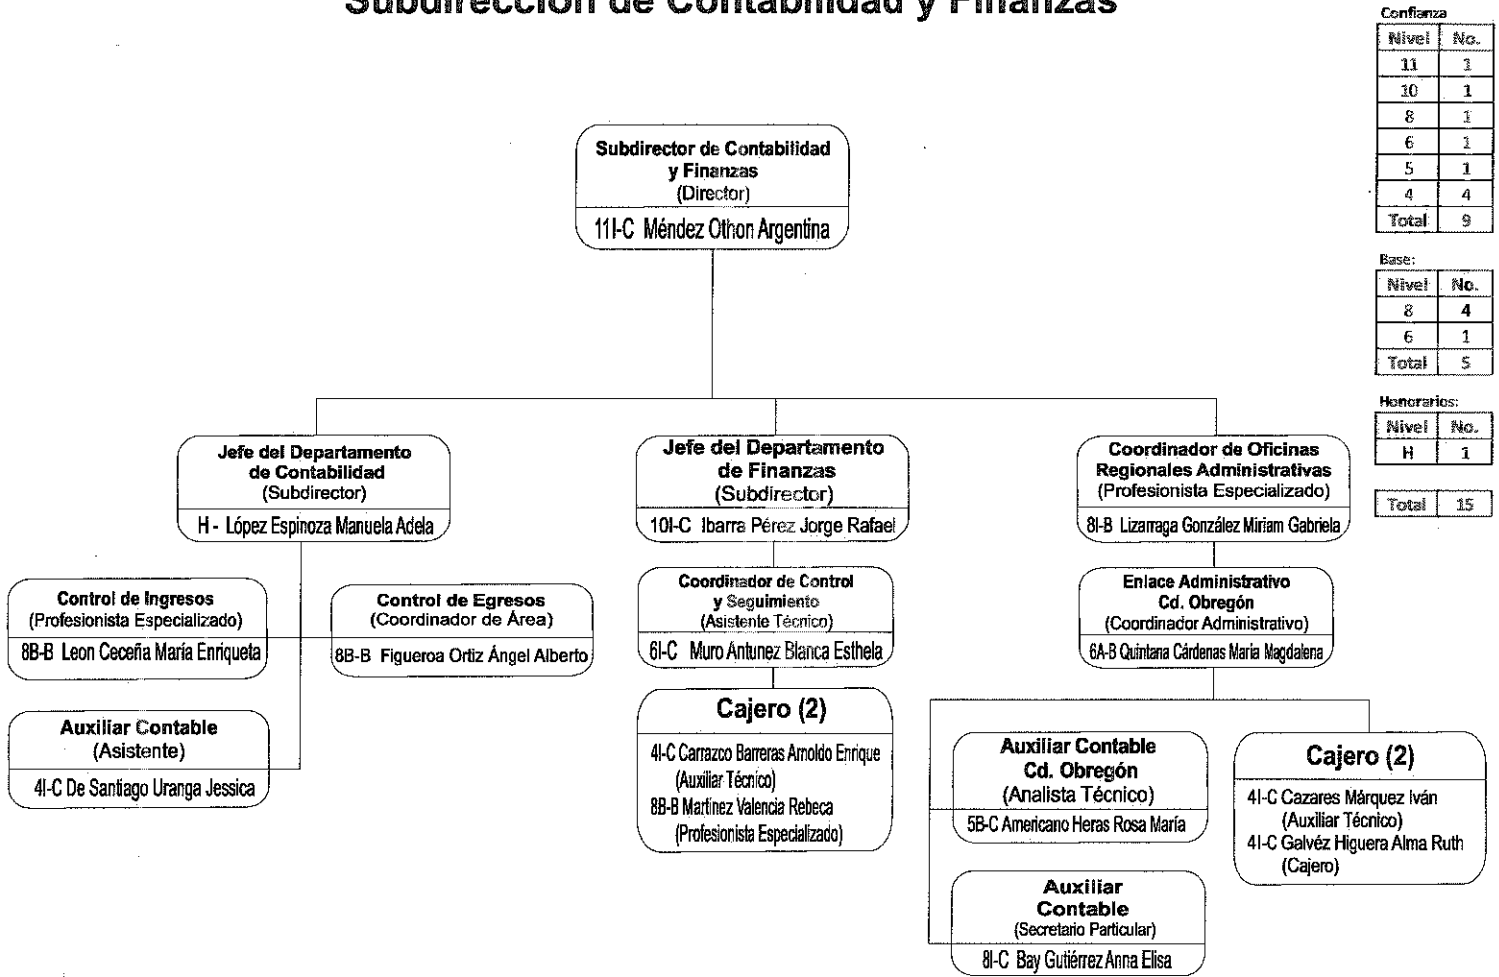 Subdirección de Contabilidad y Finanzas
Confianza
Nivel No.
11 1
10 1
8 1
6 1
5 1
4 4
Total 9
Base:
Nivel No.
8 4
6 1
Total 5
Honorarios:
Nivel No.
H 1
Total 15
Subdirector de Contabilidad
y Finanzas
(Director)
11I-C Méndez Othon Argentina
Jefe del Departamento
de Contabilidad
(Subdirector)
H - López Espinoza Manuela Adela
Control de Ingresos
(Profesionista Especializado)
8B-B Leon Ceceña María Enriqueta
Control de Egresos
(Coordinador de Área)
8B-B Figueroa Ortiz Ángel Alberto
Auxiliar Contable
(Asistente)
4I-C De Santiago Uranga Jessica
Jefe del Departamento
de Finanzas
(Subdirector)
10I-C Ibarra Pérez Jorge Rafael
Coordinador de Control
y Seguimiento
(Asistente Técnico)
6I-C Muro Antunez Blanca Esthela
Cajero (2)
4I-C Carrazco Barreras Arnoldo Enrique
(Auxiliar Técnico)
8B-B Martínez Valencia Rebeca
(Profesionista Especializado)
Coordinador de Oficinas
Regionales Administrativas
(Profesionista Especializado)
8I-B Lizarraga González Miriam Gabriela
Enlace Administrativo
Cd. Obregón
(Coordinador Administrativo)
6A-B Quintana Cárdenas Maria Magdalena
Auxiliar Contable
Cd. Obregón
(Analista Técnico)
5B-C Americano Heras Rosa María
Auxiliar
Contable
(Secretario Particular)
8I-C Bay Gutiérrez Anna Elisa
Cajero (2)
4I-C Cazares Márquez Iván
(Auxiliar Técnico)
4I-C Galvéz Higuera Alma Ruth
(Cajero)